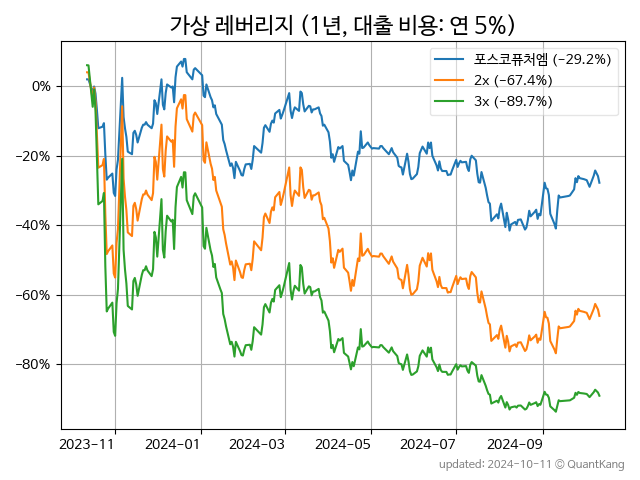 가상 레버리지 (1년, 대출 비용: 연 5%)
포스코퓨처엠 (−29.2%)
2x (−67.4%)
3x (−89.7%)
0%
−20%
−40%
−60%
−80%
2023-11 2024-01 2024-03 2024-05 2024-07 2024-09
updated: 2024-10-11 © QuantKang